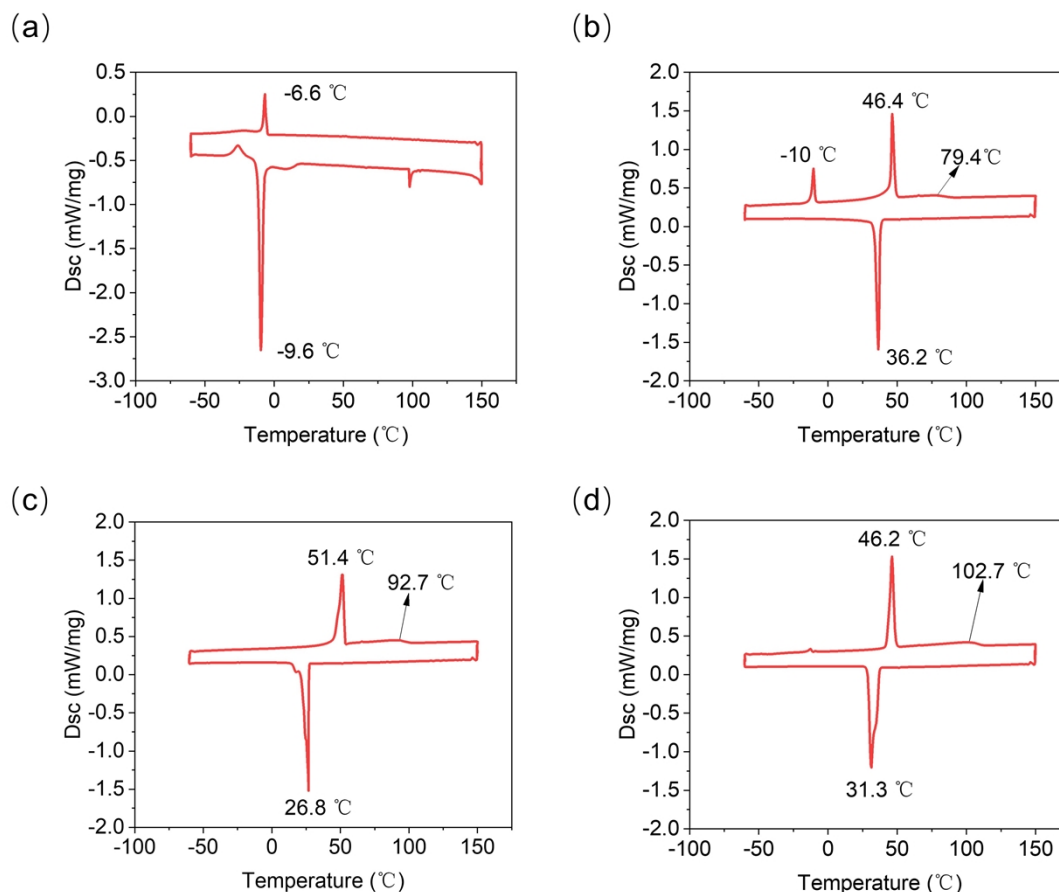 (a)
0.5
0.0
-0.5
-1.0
-1.5
-2.0
-2.5
-3.0
Dsc (mW/mg)
-6.6 ℃
-9.6 ℃
-100 -50 0 50 100 150
Temperature (℃)
(b)
2.0
1.5
1.0
0.5
0.0
-0.5
-1.0
-1.5
-2.0
Dsc (mW/mg)
46.4 ℃
-10 ℃
79.4℃
36.2 ℃
-100 -50 0 50 100 150
Temperature (℃)
(c)
2.0
1.5
1.0
0.5
0.0
-0.5
-1.0
-1.5
-2.0
Dsc (mW/mg)
51.4 ℃
92.7 ℃
26.8 ℃
-100 -50 0 50 100 150
Temperature (℃)
(d)
2.0
1.5
1.0
0.5
0.0
-0.5
-1.0
-1.5
-2.0
Dsc (mW/mg)
46.2 ℃
102.7 ℃
31.3 ℃
-100 -50 0 50 100 150
Temperature (℃)